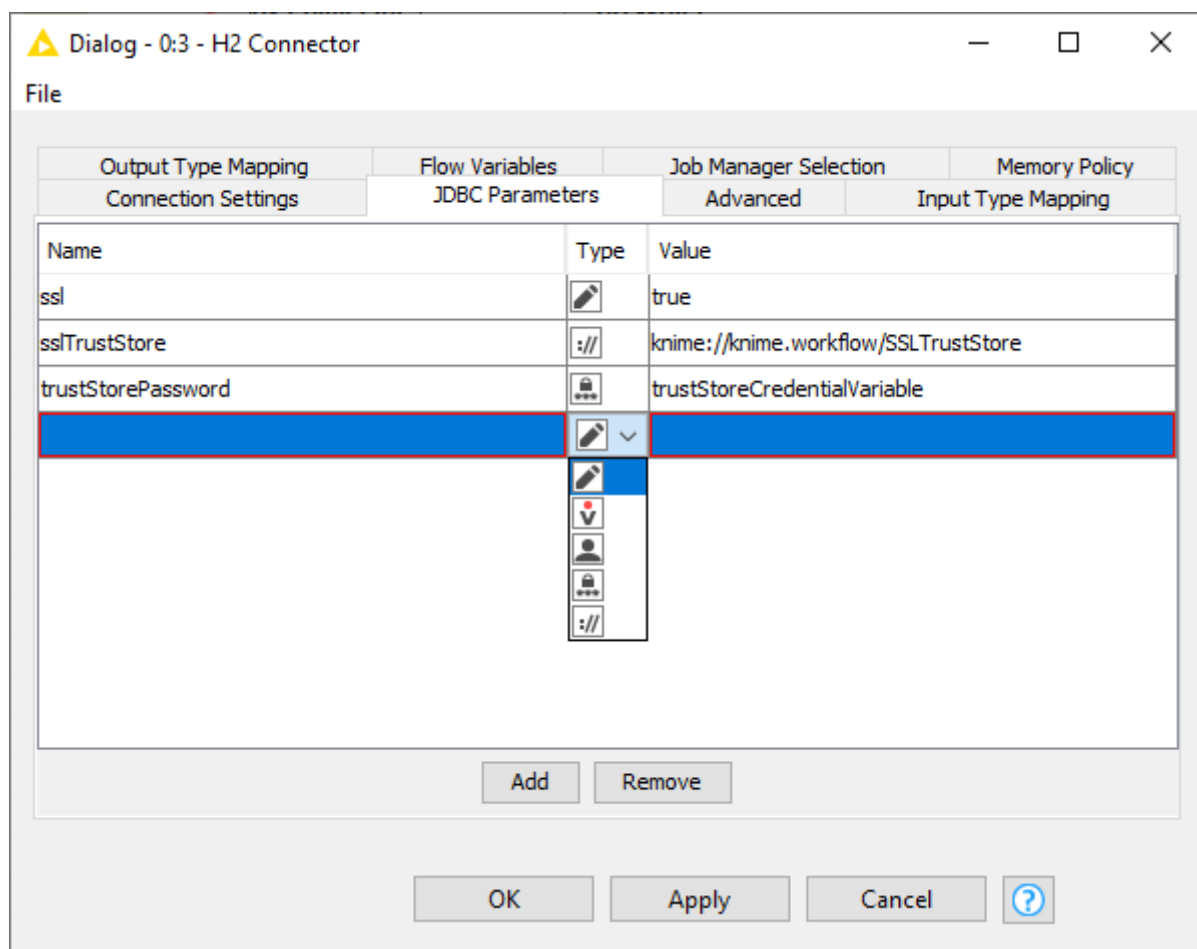 Dialog - 0:3 - H2 Connector
File
Output Type Mapping Flow Variables Job Manager Selection Memory Policy
Connection Settings JDBC Parameters Advanced Input Type Mapping
Name Type Value
ssl true
sslTrustStore :// knime://knime.workflow/SSLTrustStore
trustStorePassword trustStoreCredentialVariable
://
Add Remove
OK Apply Cancel ?